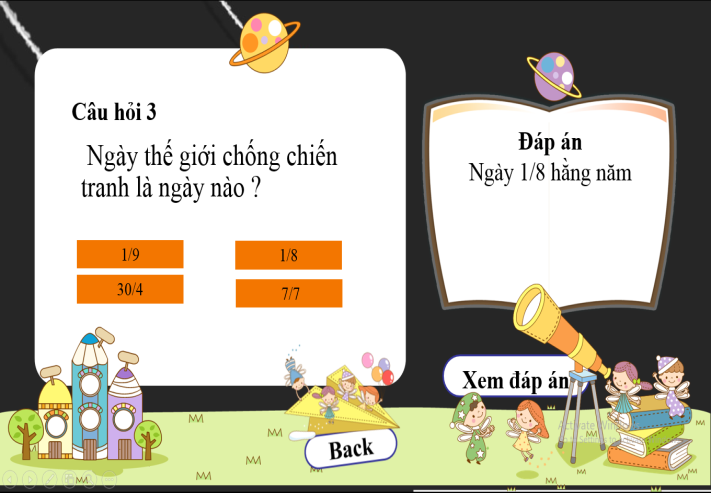 Câu hỏi 3
Ngày thế giới chống chiến
tranh là ngày nào ?
1/9
1/8
30/4
7/7
Đáp án
Ngày 1/8 hằng năm
Xem đáp án
Back